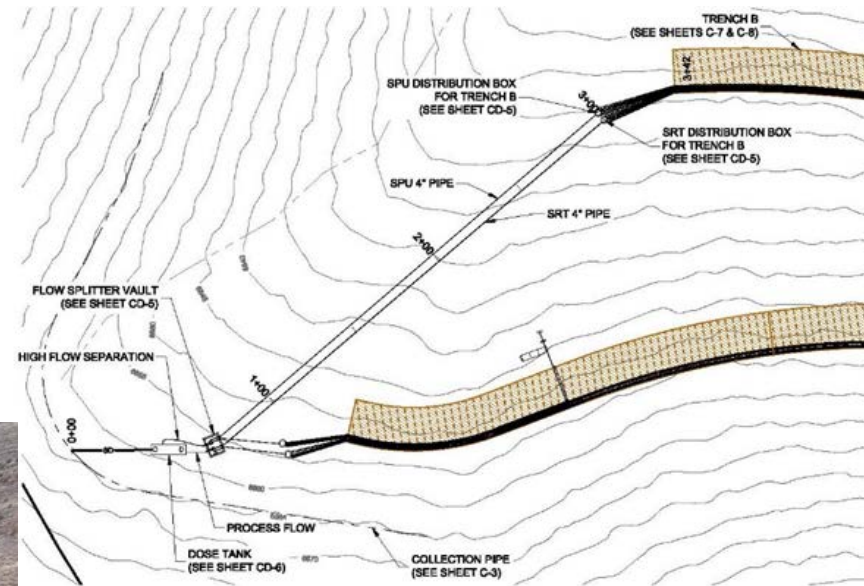 TRENCH B
(SEE SHEETS C-7 & C-8)
3+42
SPU DISTRIBUTION BOX
FOR TRENCH B
(SEE SHEET CD-5)
3+00
SRT DISTRIBUTION BOX
FOR TRENCH B
(SEE SHEET CD-5)
SPU 4" PIPE
SRT 4" PIPE
2+00
FLOW SPLITTER VAULT
(SEE SHEET CD-5)
HIGH FLOW SEPARATION
1+00
0+00
6660
PROCESS FLOW
DOSE TANK
(SEE SHEET CD-6)
COLLECTION PIPE
(SEE SHEET C-3)
6670